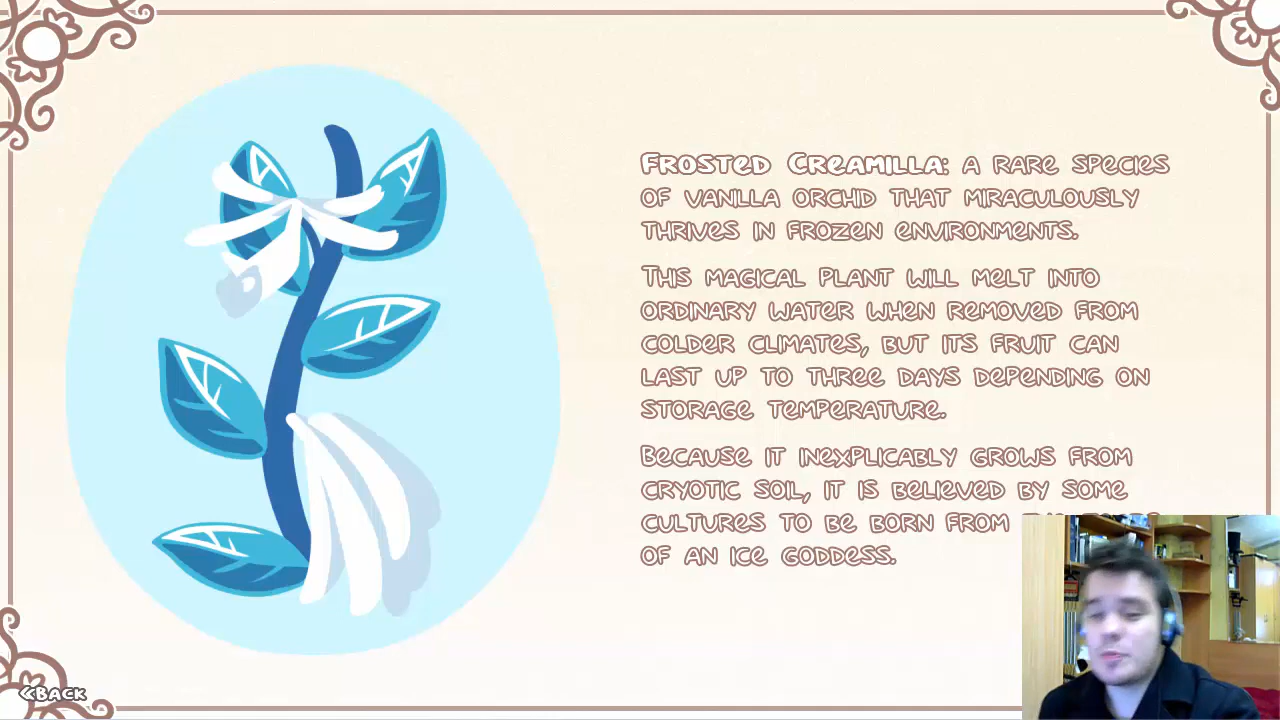 Frosted Creamilla: a rare species
of vanilla orchid that miraculously
thrives in frozen environments.
This magical plant will melt into
ordinary water when removed from
colder climates, but its fruit can
last up to three days depending on
storage temperature.
Because it inexplicably grows from
cryotic soil, it is believed by some
cultures to be born from
of an ice goddess.
«Back